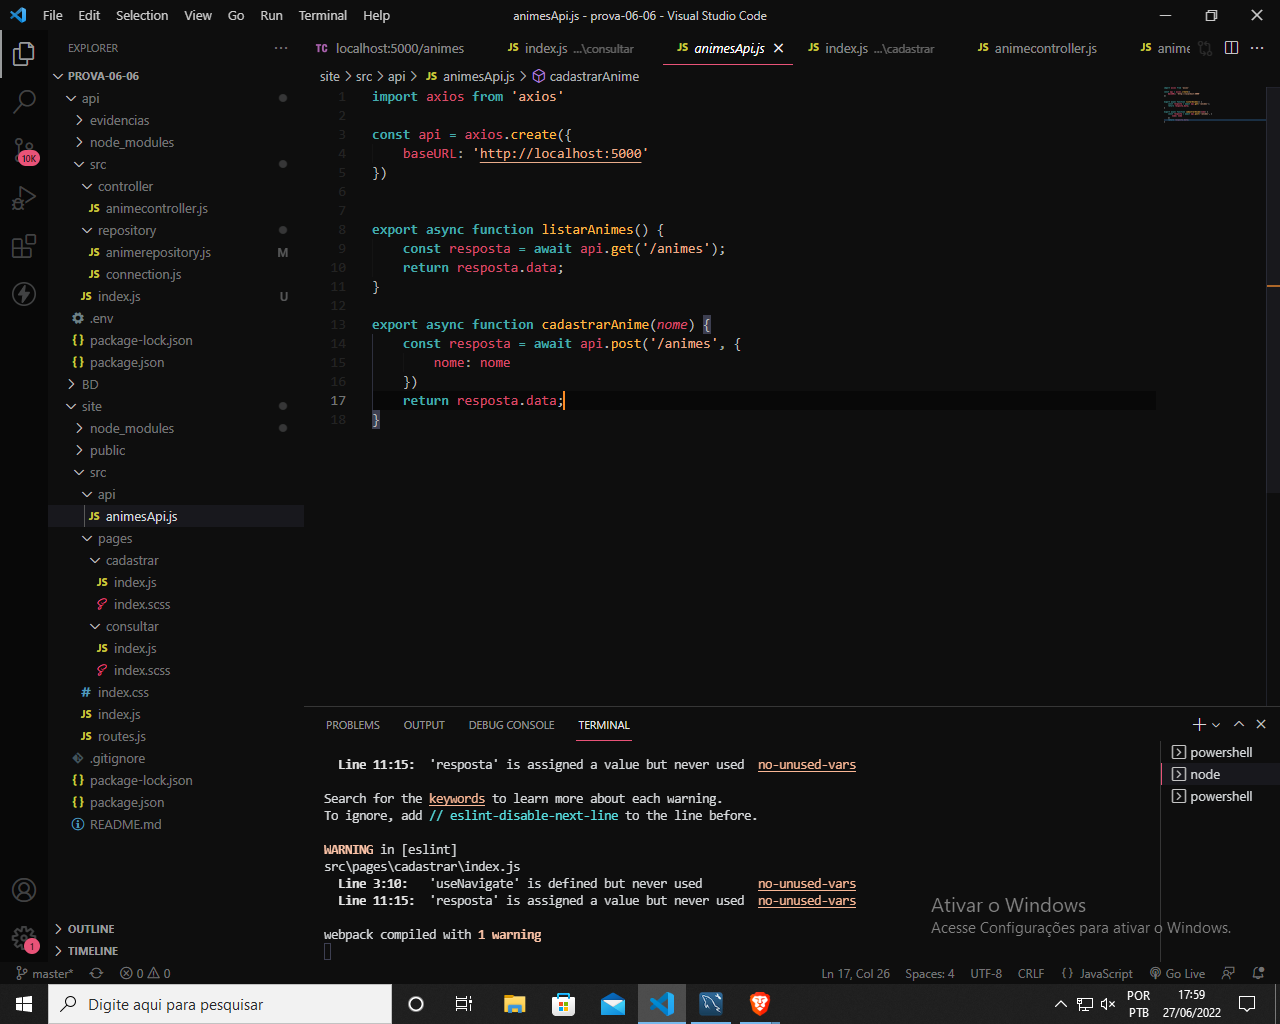 File Edit Selection View Go Run Terminal Help animesApi.js - prova-06-06 - Visual Studio Code
EXPLORER
TC localhost:5000/animes JS index.js ...\consultar JS animesApi.js JS index.js ...\cadastrar JS animecontroller.js JS anime
PROVA-06-06
api
evidencias
node_modules
src
controller
JS animecontroller.js
repository
JS animerepository.js M
JS connection.js
JS index.js U
.env
{} package-lock.json
{} package.json
BD
site
node_modules
public
src
api
JS animesApi.js
pages
cadastrar
JS index.js
index.scss
consultar
JS index.js
index.scss
# index.css
JS index.js
JS routes.js
.gitignore
{} package-lock.json
{} package.json
README.md
OUTLINE
TIMELINE
10K
1
site > src > api > JS animesApi.js > cadastrarAnime
1 import axios from 'axios'
2
3 const api = axios.create({
4 baseURL: 'http://localhost:5000'
5 })
6
7
8 export async function listarAnimes() {
9 const resposta = await api.get('/animes');
10 return resposta.data;
11 }
12
13 export async function cadastrarAnime(nome) {
14 const resposta = await api.post('/animes', {
15 nome: nome
16 })
17 return resposta.data;
18 }
PROBLEMS OUTPUT DEBUG CONSOLE TERMINAL
powershell
node
powershell
Line 11:15: 'resposta' is assigned a value but never used no-unused-vars
Search for the keywords to learn more about each warning.
To ignore, add // eslint-disable-next-line to the line before.
WARNING in [eslint]
src\pages\cadastrar\index.js
Line 3:10: 'useNavigate' is defined but never used no-unused-vars
Line 11:15: 'resposta' is assigned a value but never used no-unused-vars
webpack compiled with 1 warning
Ativar o Windows
Acesse Configurações para ativar o Windows.
master* 0 0 Ln 17, Col 26 Spaces: 4 UTF-8 CRLF {} JavaScript Go Live
Digite aqui para pesquisar
POR
PTB
17:59
27/06/2022